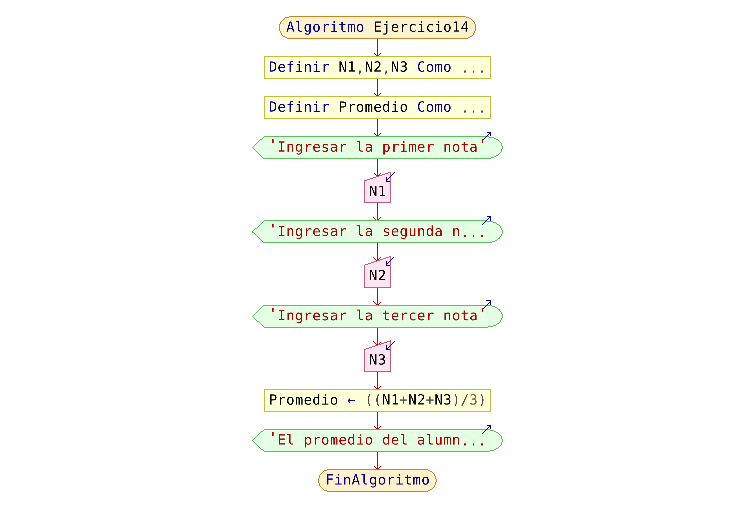 Algoritmo Ejercicio14
Definir N1,N2,N3 Como ...
Definir Promedio Como ...
'Ingresar la primer nota'
N1
'Ingresar la segunda n...
N2
'Ingresar la tercer nota'
N3
Promedio ← ((N1+N2+N3)/3)
'El promedio del alumn...
FinAlgoritmo